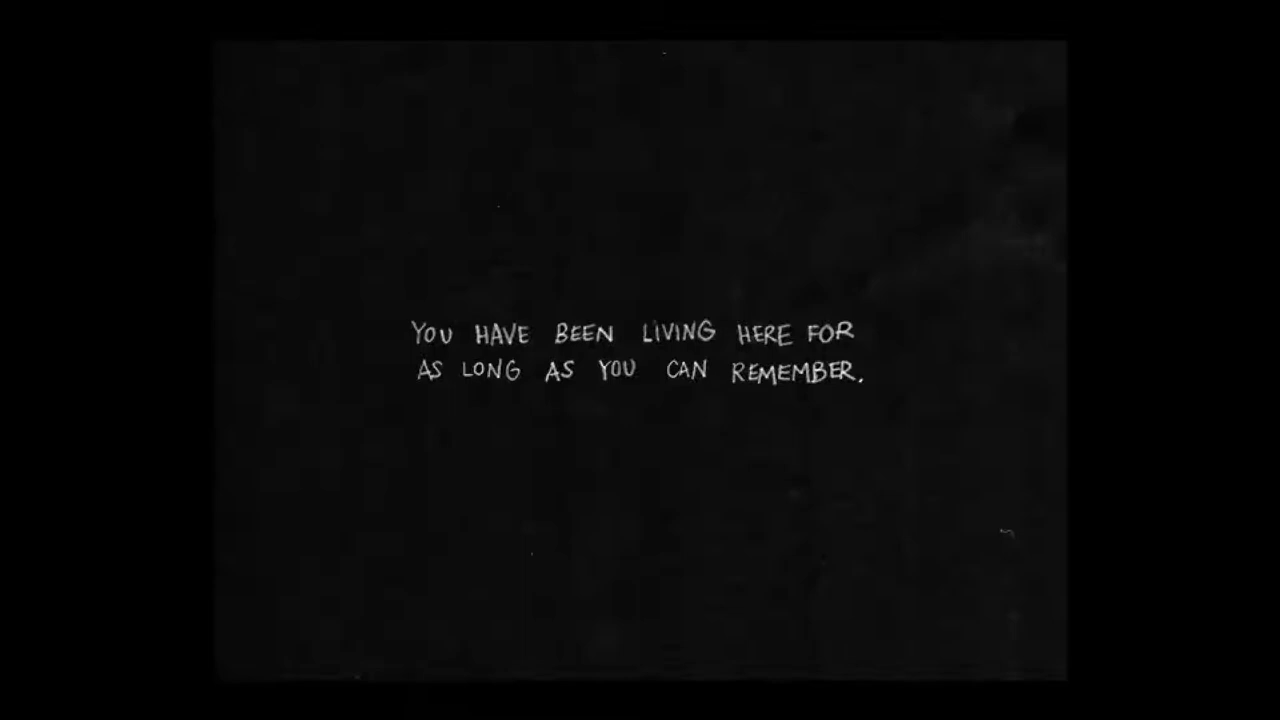 YOU HAVE BEEN LIVING HERE FOR
AS LONG AS YOU CAN REMEMBER.